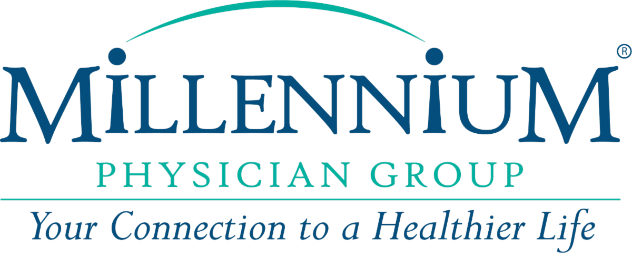 MiLLENNiUM®
PHYSICIAN GROUP
Your Connection to a Healthier Life